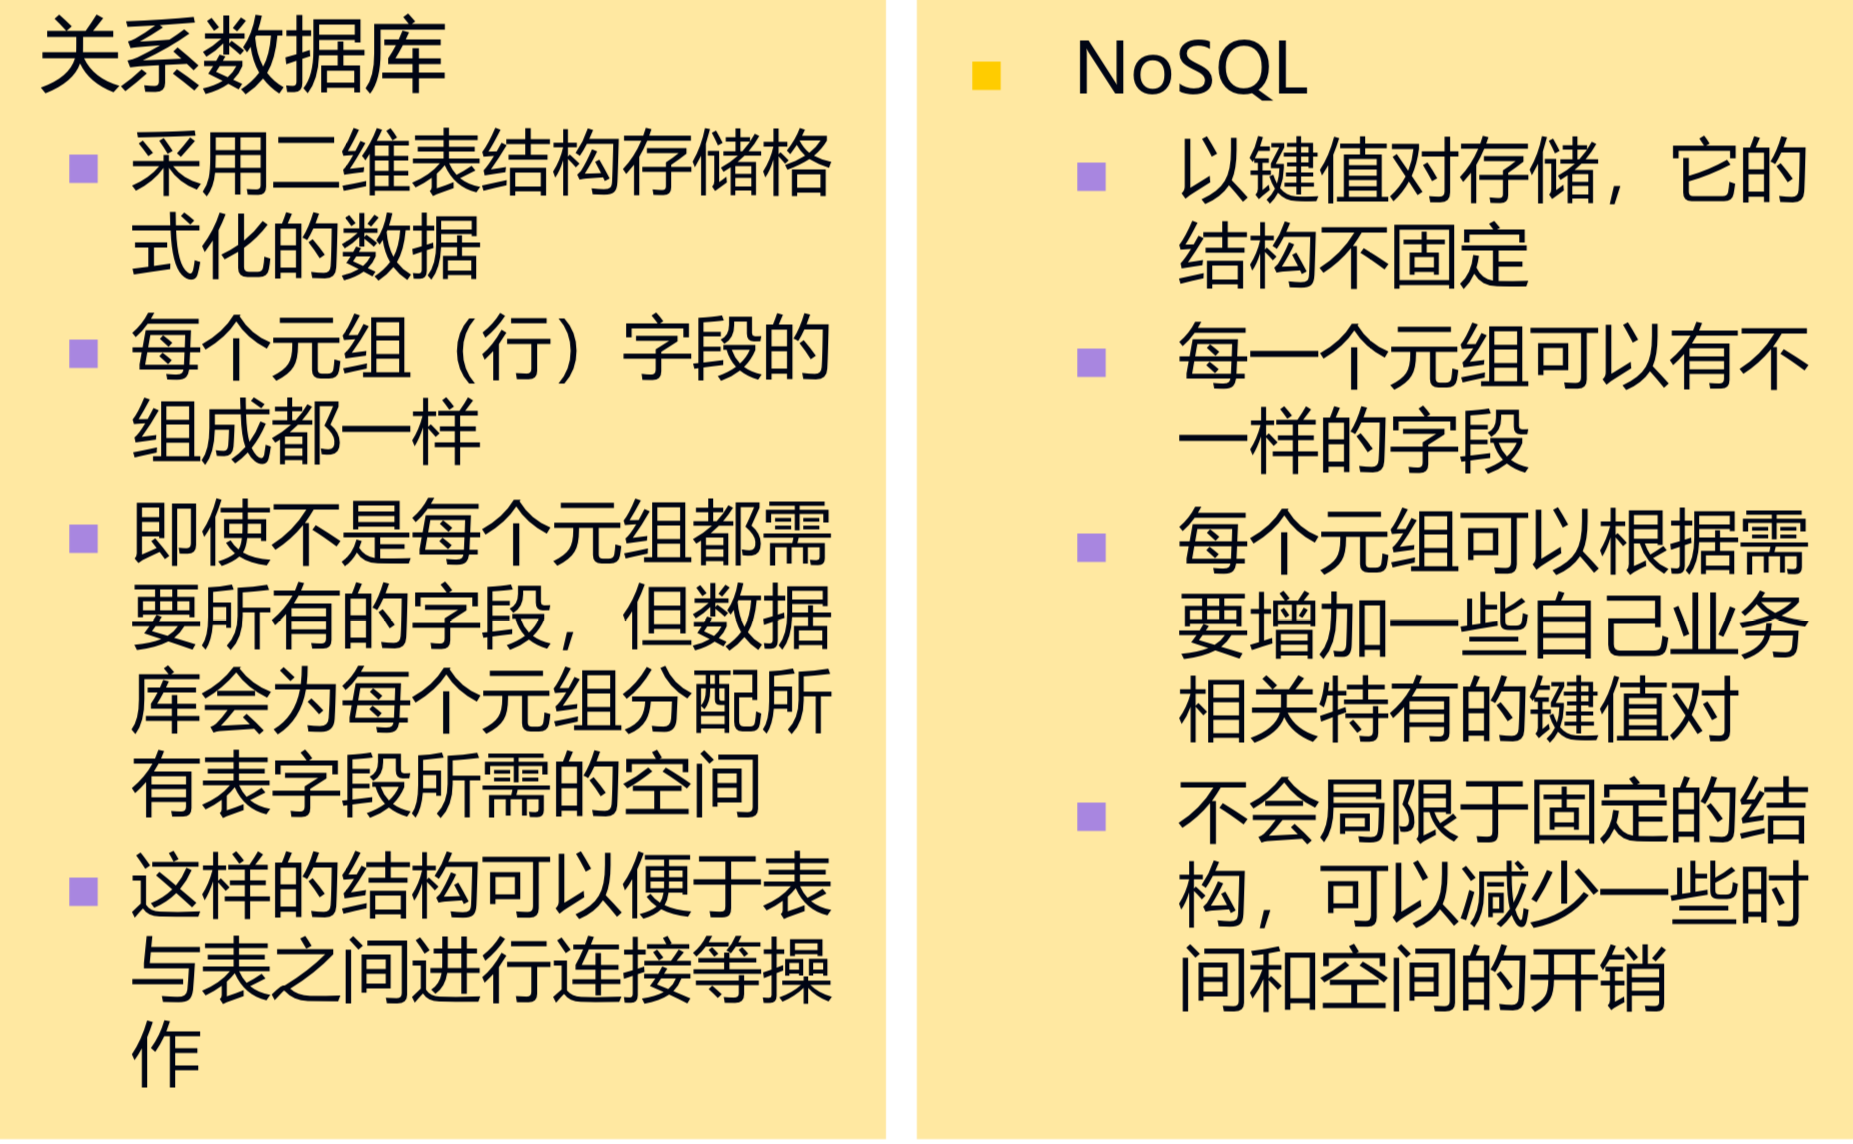 关系数据库
采用二维表结构存储格
式化的数据
每个元组（行）字段的
组成都一样
即使不是每个元组都需
要所有的字段，但数据
库会为每个元组分配所
有表字段所需的空间
这样的结构可以便于表
与表之间进行连接等操
作
NoSQL
以键值对存储，它的
结构不固定
每一个元组可以有不
一样的字段
每个元组可以根据需
要增加一些自己业务
相关特有的键值对
不会局限于固定的结
构，可以减少一些时
间和空间的开销